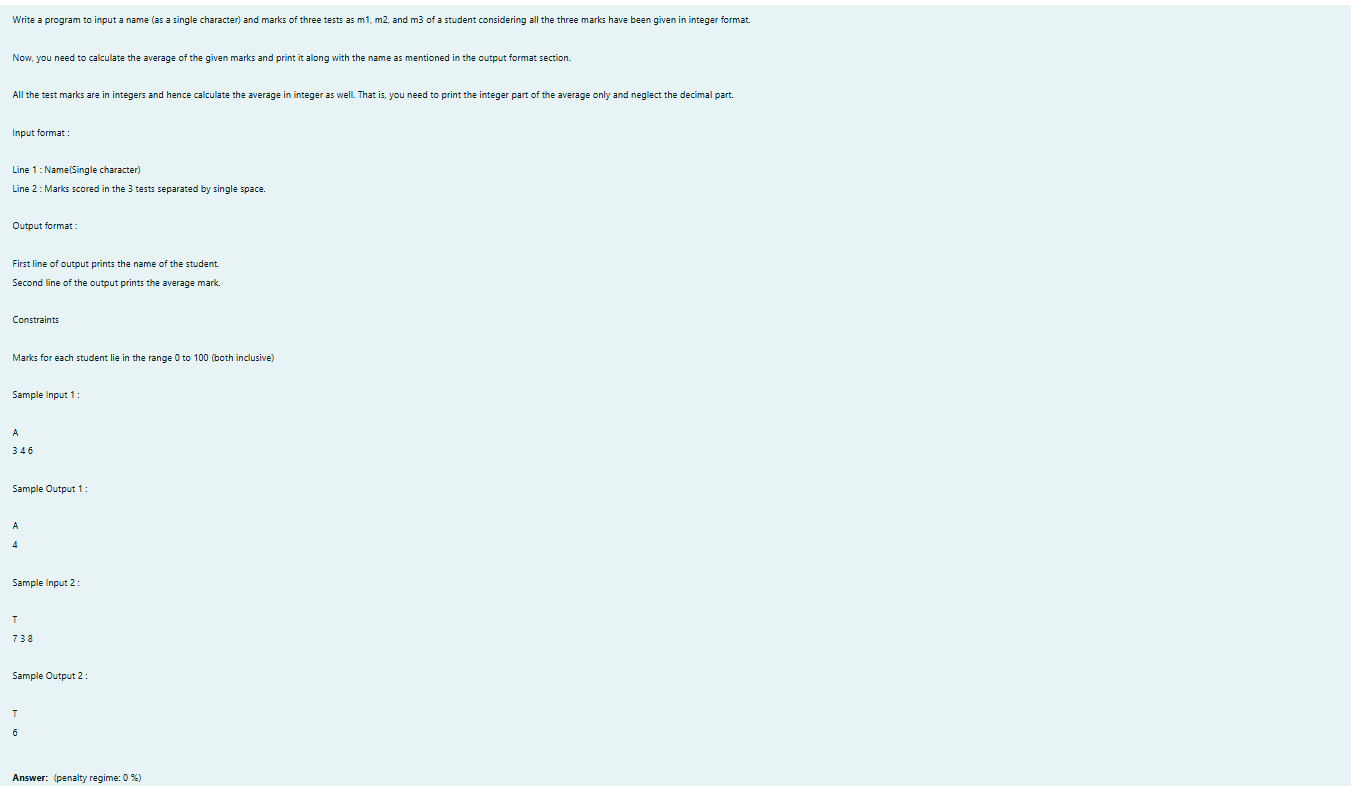 Write a program to input a name (as a single character) and marks of three tests as m1, m2, and m3 of a student considering all the three marks have been given in integer format.
Now, you need to calculate the average of the given marks and print it along with the name as mentioned in the output format section.
All the test marks are in integers and hence calculate the average in integer as well. That is, you need to print the integer part of the average only and neglect the decimal part.
Input format :
Line 1 : Name(Single character)
Line 2 : Marks scored in the 3 tests separated by single space.
Output format :
First line of output prints the name of the student.
Second line of the output prints the average mark.
Constraints
Marks for each student lie in the range 0 to 100 (both inclusive)
Sample Input 1 :
A
3 4 6
Sample Output 1 :
A
4
Sample Input 2 :
T
7 3 8
Sample Output 2 :
T
6
Answer: (penalty regime: 0 %)